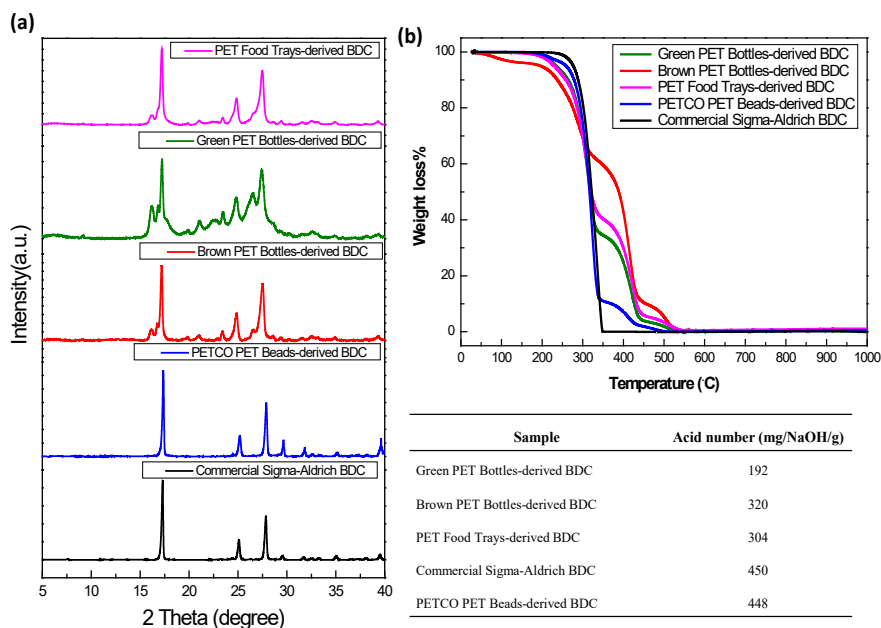 (a)
PET Food Trays-derived BDC
Green PET Bottles-derived BDC
Brown PET Bottles-derived BDC
PETCO PET Beads-derived BDC
Commercial Sigma-Aldrich BDC
Intensity(a.u.)
5 10 15 20 25 30 35 40
2 Theta (degree)
(b)
Green PET Bottles-derived BDC
Brown PET Bottles-derived BDC
PET Food Trays-derived BDC
PETCO PET Beads-derived BDC
Commercial Sigma-Aldrich BDC
Weight loss%
100
80
60
40
20
0
0 100 200 300 400 500 600 700 800 900 1000
Temperature (°C)
Sample Acid number (mg/NaOH/g)
Green PET Bottles-derived BDC 192
Brown PET Bottles-derived BDC 320
PET Food Trays-derived BDC 304
Commercial Sigma-Aldrich BDC 450
PETCO PET Beads-derived BDC 448